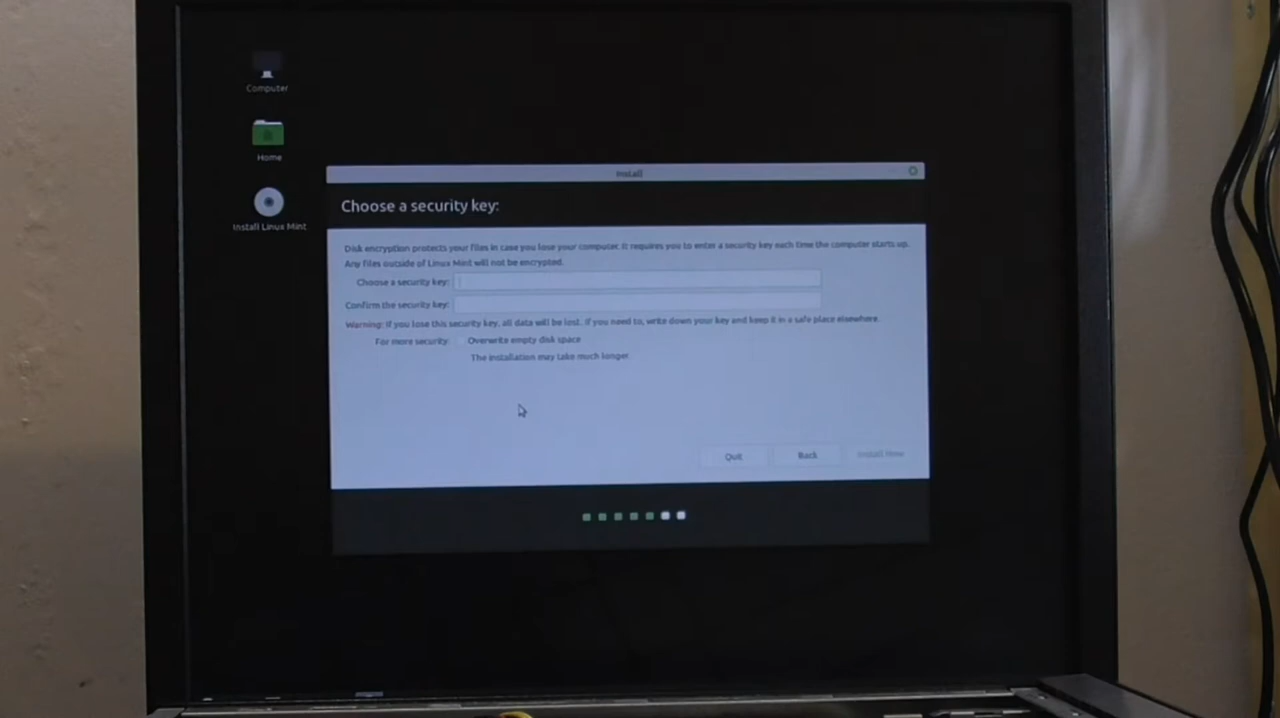 Computer
Home
Install Linux Mint
Install
Choose a security key:
Disk encryption protects your files in case you lose your computer. It requires you to enter a security key each time the computer starts up.
Any files outside of Linux Mint will not be encrypted.
Choose a security key:
Confirm the security key:
Warning: If you lose this security key, all data will be lost. If you need to, write down your key and keep it in a safe place elsewhere.
For more security: Overwrite empty disk space
The installation may take much longer.
Quit Back Install Now